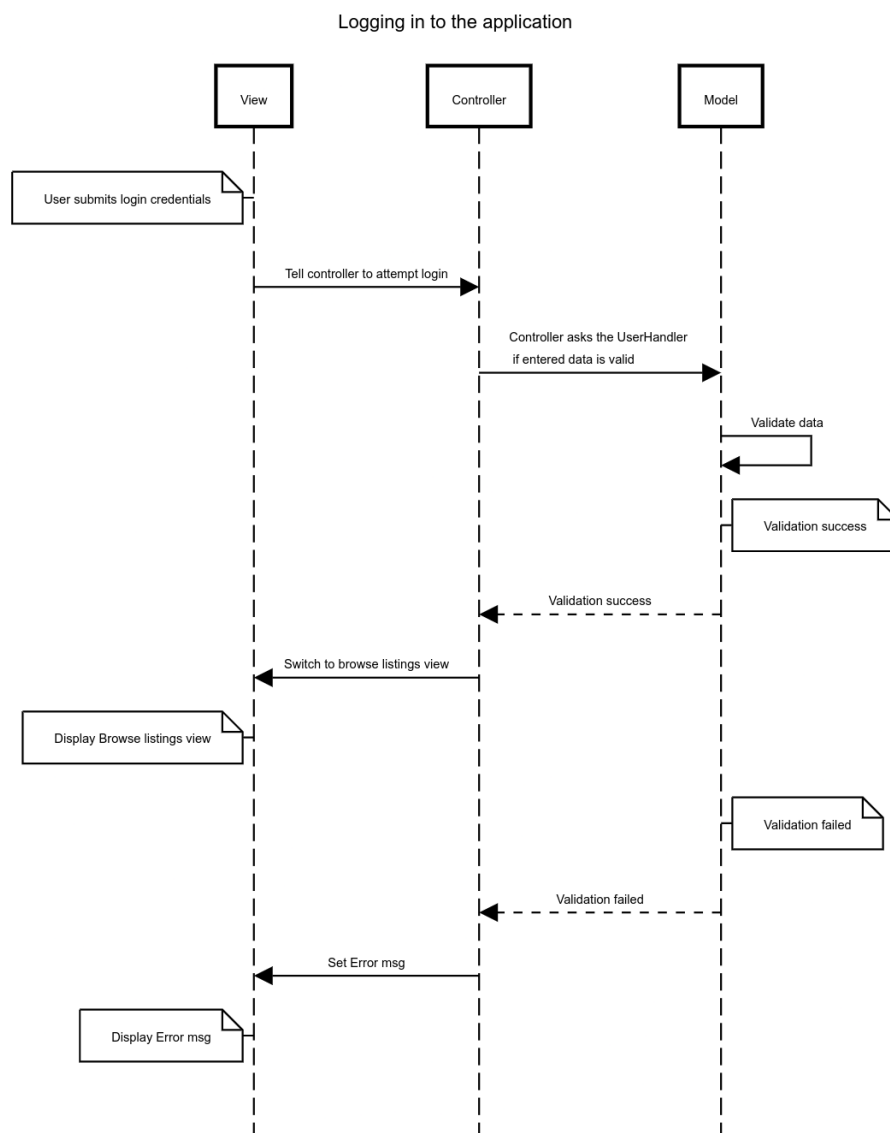 Logging in to the application
View
Controller
Model
User submits login credentials
Tell controller to attempt login
Controller asks the UserHandler
if entered data is valid
Validate data
Validation success
Validation success
Switch to browse listings view
Display Browse listings view
Validation failed
Validation failed
Set Error msg
Display Error msg